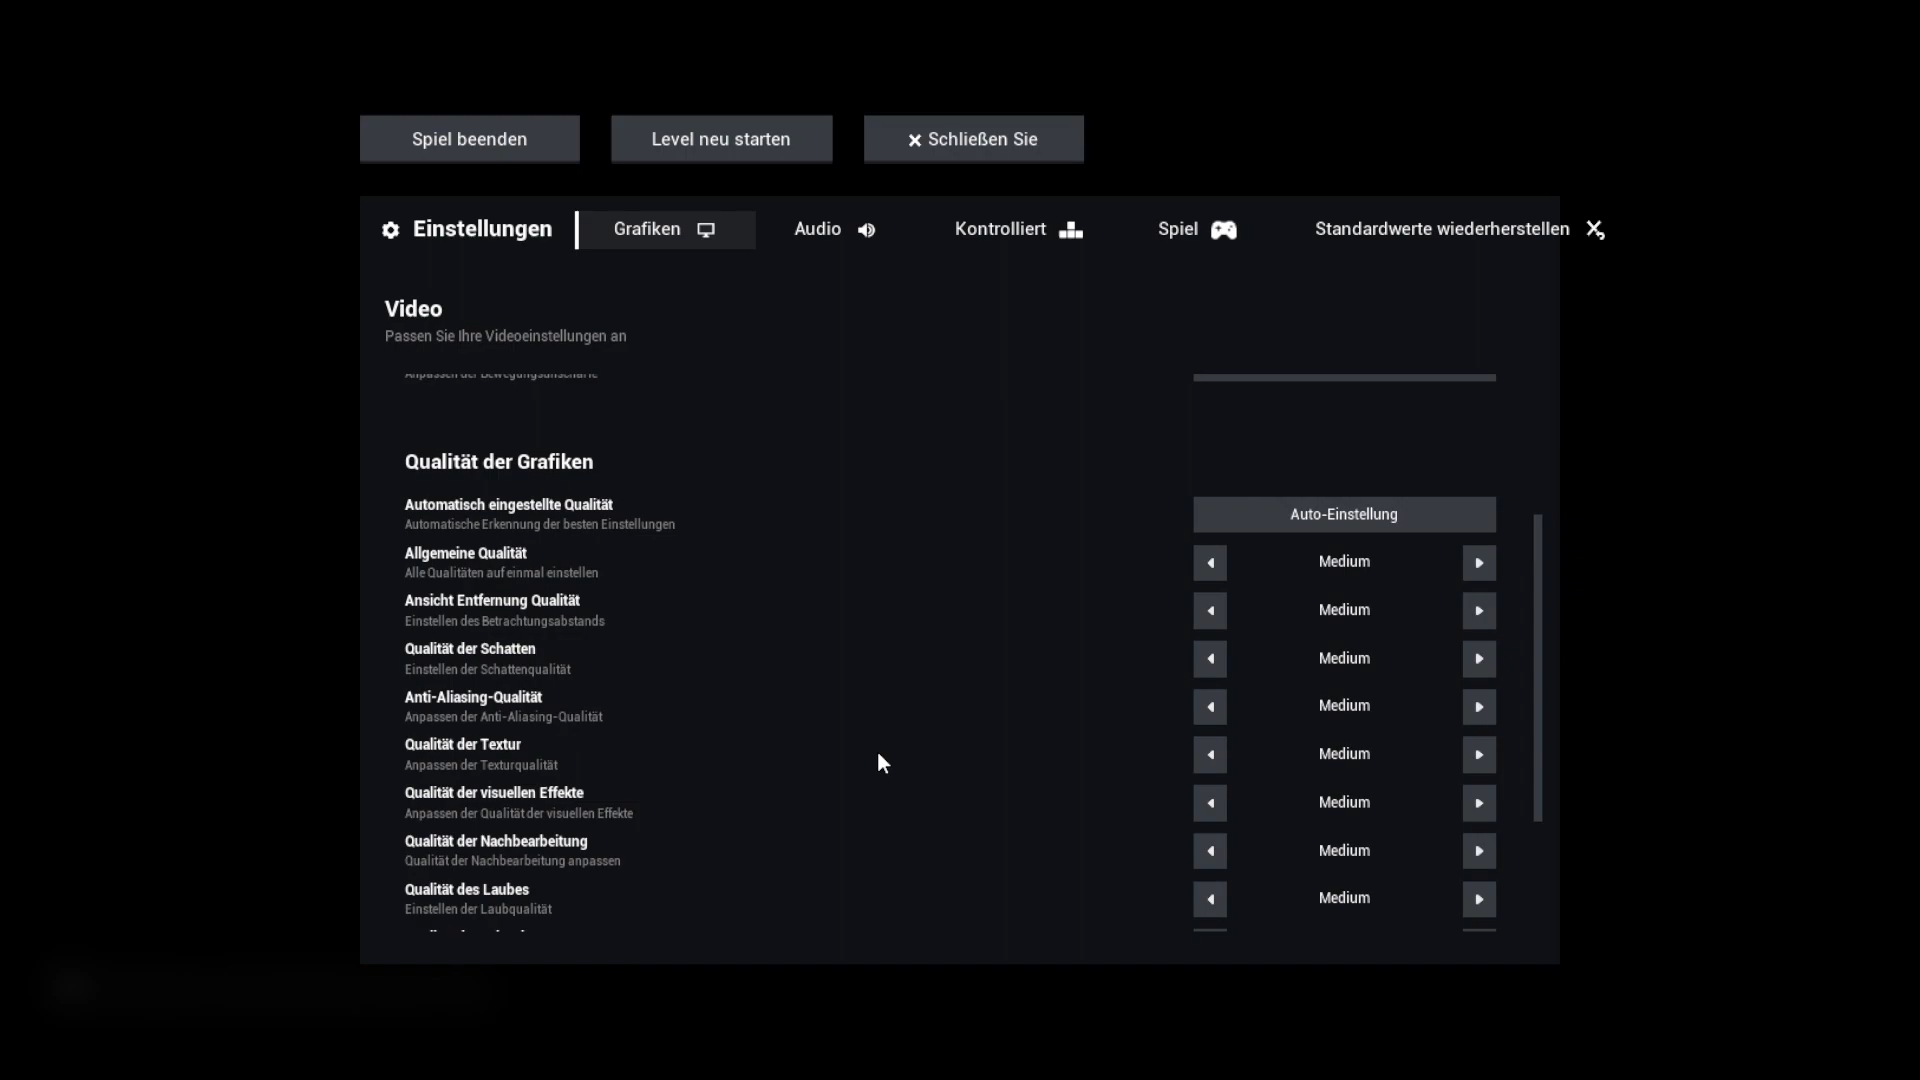 Spiel beenden
Level neu starten
Schließen Sie
Einstellungen
Grafiken
Audio
Kontrolliert
Spiel
Standardwerte wiederherstellen
Video
Passen Sie Ihre Videoeinstellungen an
Anpassen der Bewegungsunschärfe
Qualität der Grafiken
Automatisch eingestellte Qualität
Automatische Erkennung der besten Einstellungen
Auto-Einstellung
Allgemeine Qualität
Alle Qualitäten auf einmal einstellen
Medium
Ansicht Entfernung Qualität
Einstellen des Betrachtungsabstands
Medium
Qualität der Schatten
Einstellen der Schattenqualität
Medium
Anti-Aliasing-Qualität
Anpassen der Anti-Aliasing-Qualität
Medium
Qualität der Textur
Anpassen der Texturqualität
Medium
Qualität der visuellen Effekte
Anpassen der Qualität der visuellen Effekte
Medium
Qualität der Nachbearbeitung
Qualität der Nachbearbeitung anpassen
Medium
Qualität des Laubes
Einstellen der Laubqualität
Medium